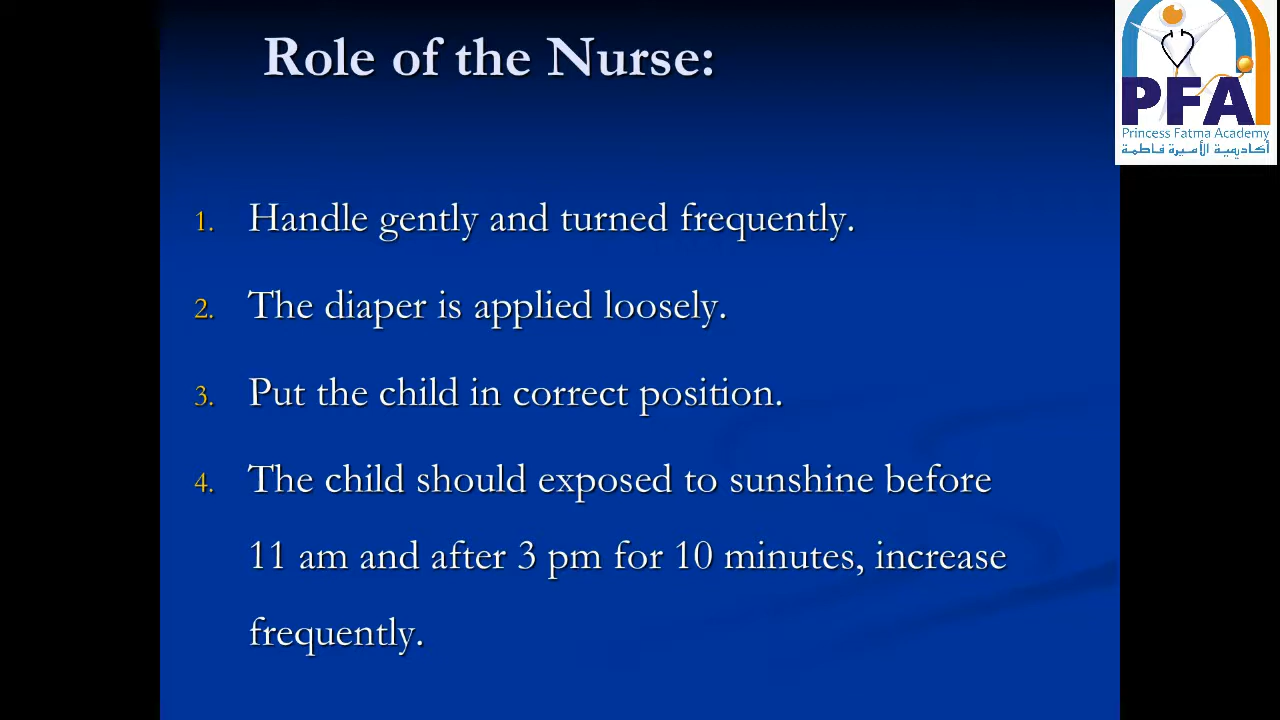 Role of the Nurse:
PFA
Princess Fatma Academy
أكاديمية الأميرة فاطمة
1. Handle gently and turned frequently.
2. The diaper is applied loosely.
3. Put the child in correct position.
4. The child should exposed to sunshine before
11 am and after 3 pm for 10 minutes, increase
frequently.